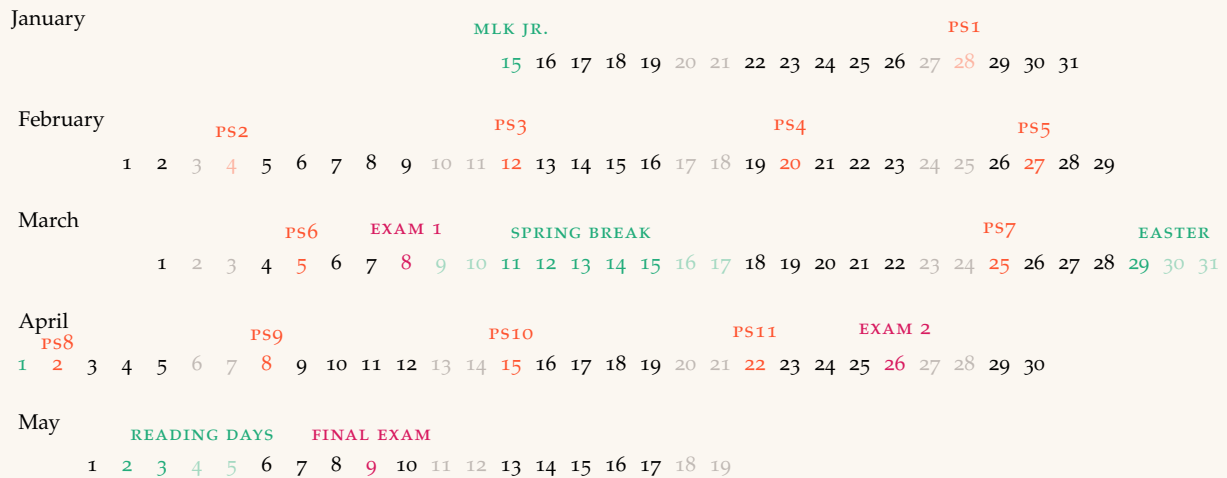 January
MLK JR. PS1
15 16 17 18 19 20 21 22 23 24 25 26 27 28 29 30 31
February
PS2 PS3 PS4 PS5
1 2 3 4 5 6 7 8 9 10 11 12 13 14 15 16 17 18 19 20 21 22 23 24 25 26 27 28 29
March
PS6 EXAM 1 SPRING BREAK PS7 EASTER
1 2 3 4 5 6 7 8 9 10 11 12 13 14 15 16 17 18 19 20 21 22 23 24 25 26 27 28 29 30 31
April
PS8 PS9 PS10 PS11 EXAM 2
1 2 3 4 5 6 7 8 9 10 11 12 13 14 15 16 17 18 19 20 21 22 23 24 25 26 27 28 29 30
May
READING DAYS FINAL EXAM
1 2 3 4 5 6 7 8 9 10 11 12 13 14 15 16 17 18 19